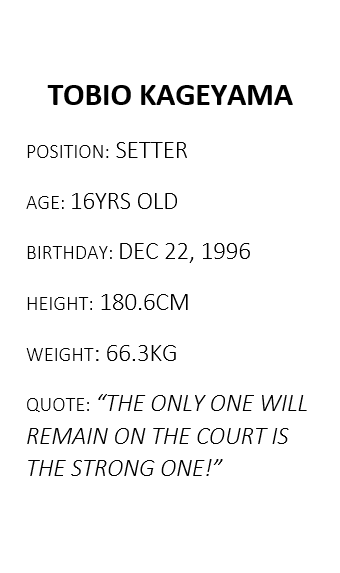 TOBIO KAGEYAMA
POSITION: SETTER
AGE: 16YRS OLD
BIRTHDAY: DEC 22, 1996
HEIGHT: 180.6CM
WEIGHT: 66.3KG
QUOTE: “THE ONLY ONE WILL
REMAIN ON THE COURT IS
THE STRONG ONE!”